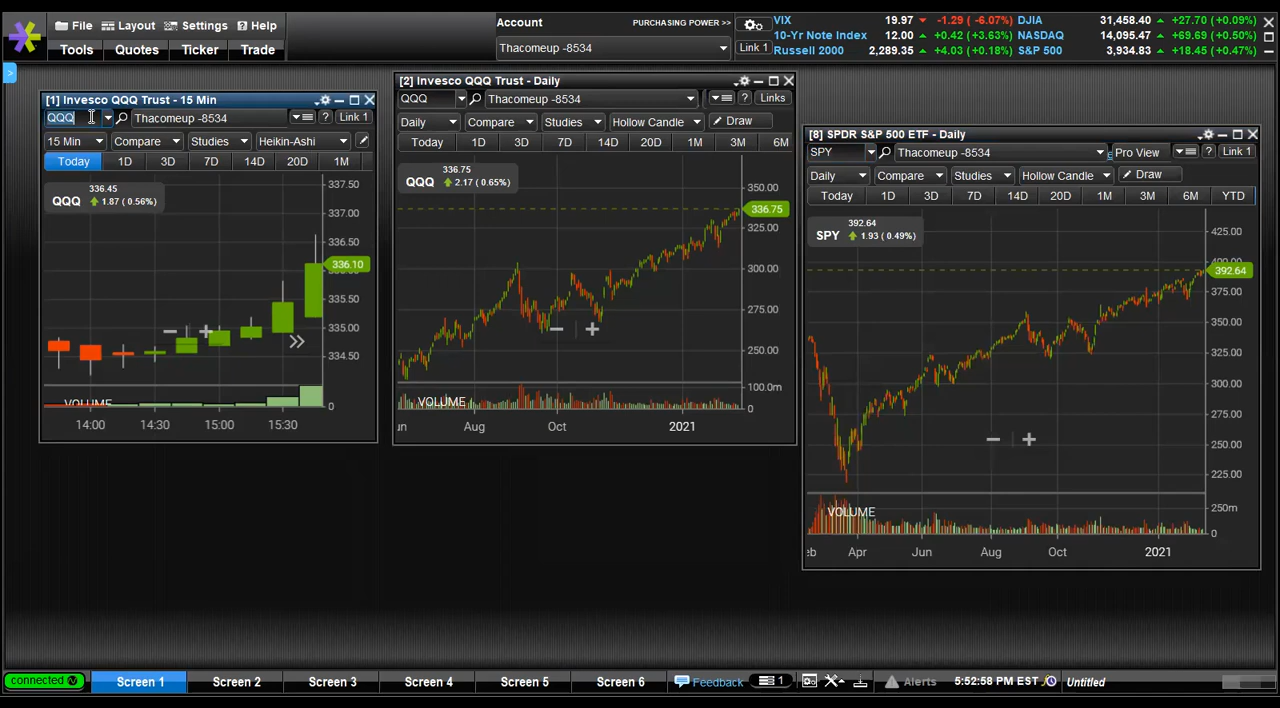 File Layout Settings ? Help
Tools Quotes Ticker Trade
Account PURCHASING POWER >>
Thacomeup -8534 Link 1
VIX 19.97 -1.29 (-6.07%) DJIA 31,458.40 +27.70 (+0.09%)
10-Yr Note Index 12.00 +0.42 (+3.63%) NASDAQ 14,095.47 +69.69 (+0.50%)
Russell 2000 2,289.35 +4.03 (+0.18%) S&P 500 3,934.83 +18.45 (+0.47%)
[1] Invesco QQQ Trust - 15 Min
QQQ Thacomeup -8534 ? Link 1
15 Min Compare Studies Heikin-Ashi
Today 1D 3D 7D 14D 20D 1M
336.45
QQQ 1.87 (0.56%)
337.50
337.00
336.50
336.10
335.50
335.00
334.50
VOLUME 0
14:00 14:30 15:00 15:30
[2] Invesco QQQ Trust - Daily
QQQ Thacomeup -8534 ? Links
Daily Compare Studies Hollow Candle Draw
Today 1D 3D 7D 14D 20D 1M 3M 6M
336.75
QQQ 2.17 (0.65%)
350.00
336.75
325.00
300.00
275.00
250.00
100.0m
VOLUME 0
un Aug Oct 2021
[8] SPDR S&P 500 ETF - Daily
SPY Thacomeup -8534 e Pro View ? Link 1
Daily Compare Studies Hollow Candle Draw
Today 1D 3D 7D 14D 20D 1M 3M 6M YTD
392.64
SPY 1.93 (0.49%)
425.00
400.00
392.64
375.00
350.00
325.00
300.00
275.00
250.00
225.00
VOLUME 250m
0
eb Apr Jun Aug Oct 2021
connected Screen 1 Screen 2 Screen 3 Screen 4 Screen 5 Screen 6 Feedback 1 Alerts 5:52:58 PM EST Untitled